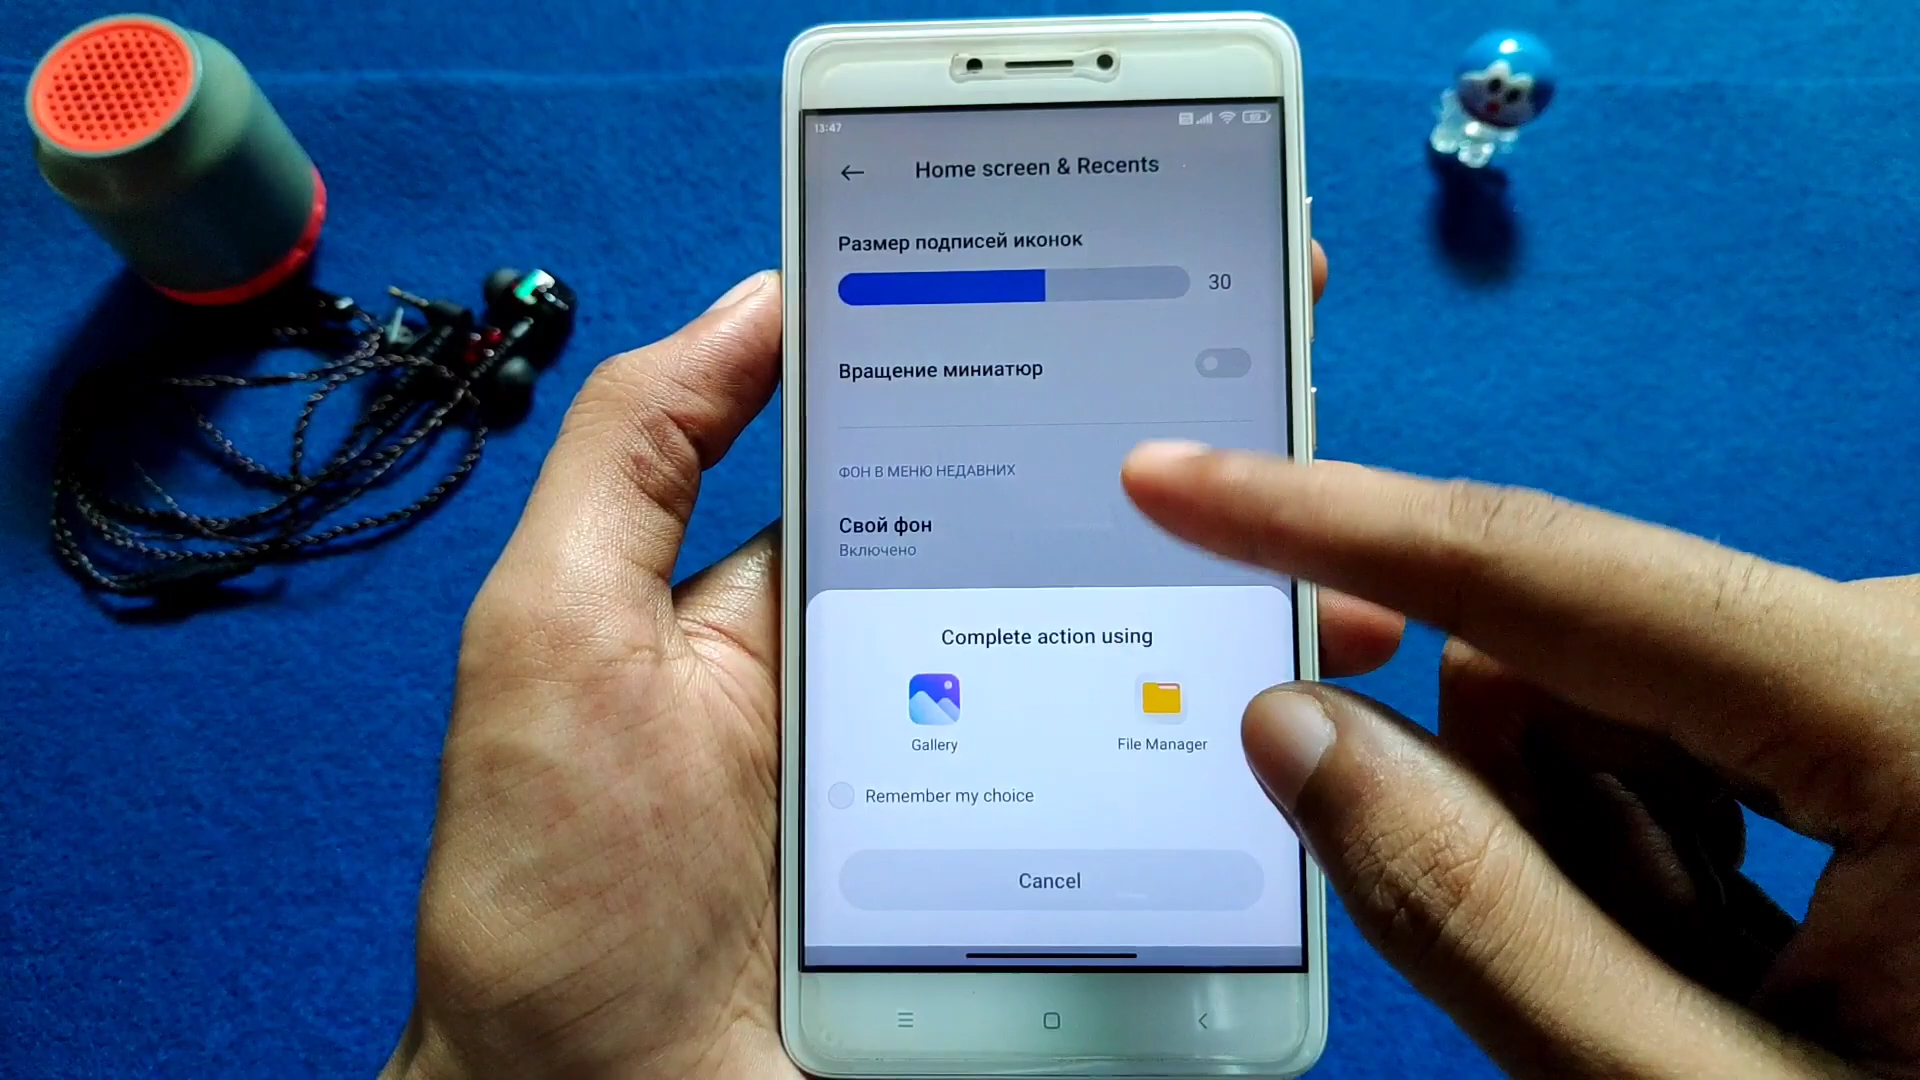 13:47
Home screen & Recents
Размер подписей иконок
30
Вращение миниатюр
ФОН В МЕНЮ НЕДАВНИХ
Свой фон
Включено
Complete action using
Gallery
File Manager
Remember my choice
Cancel